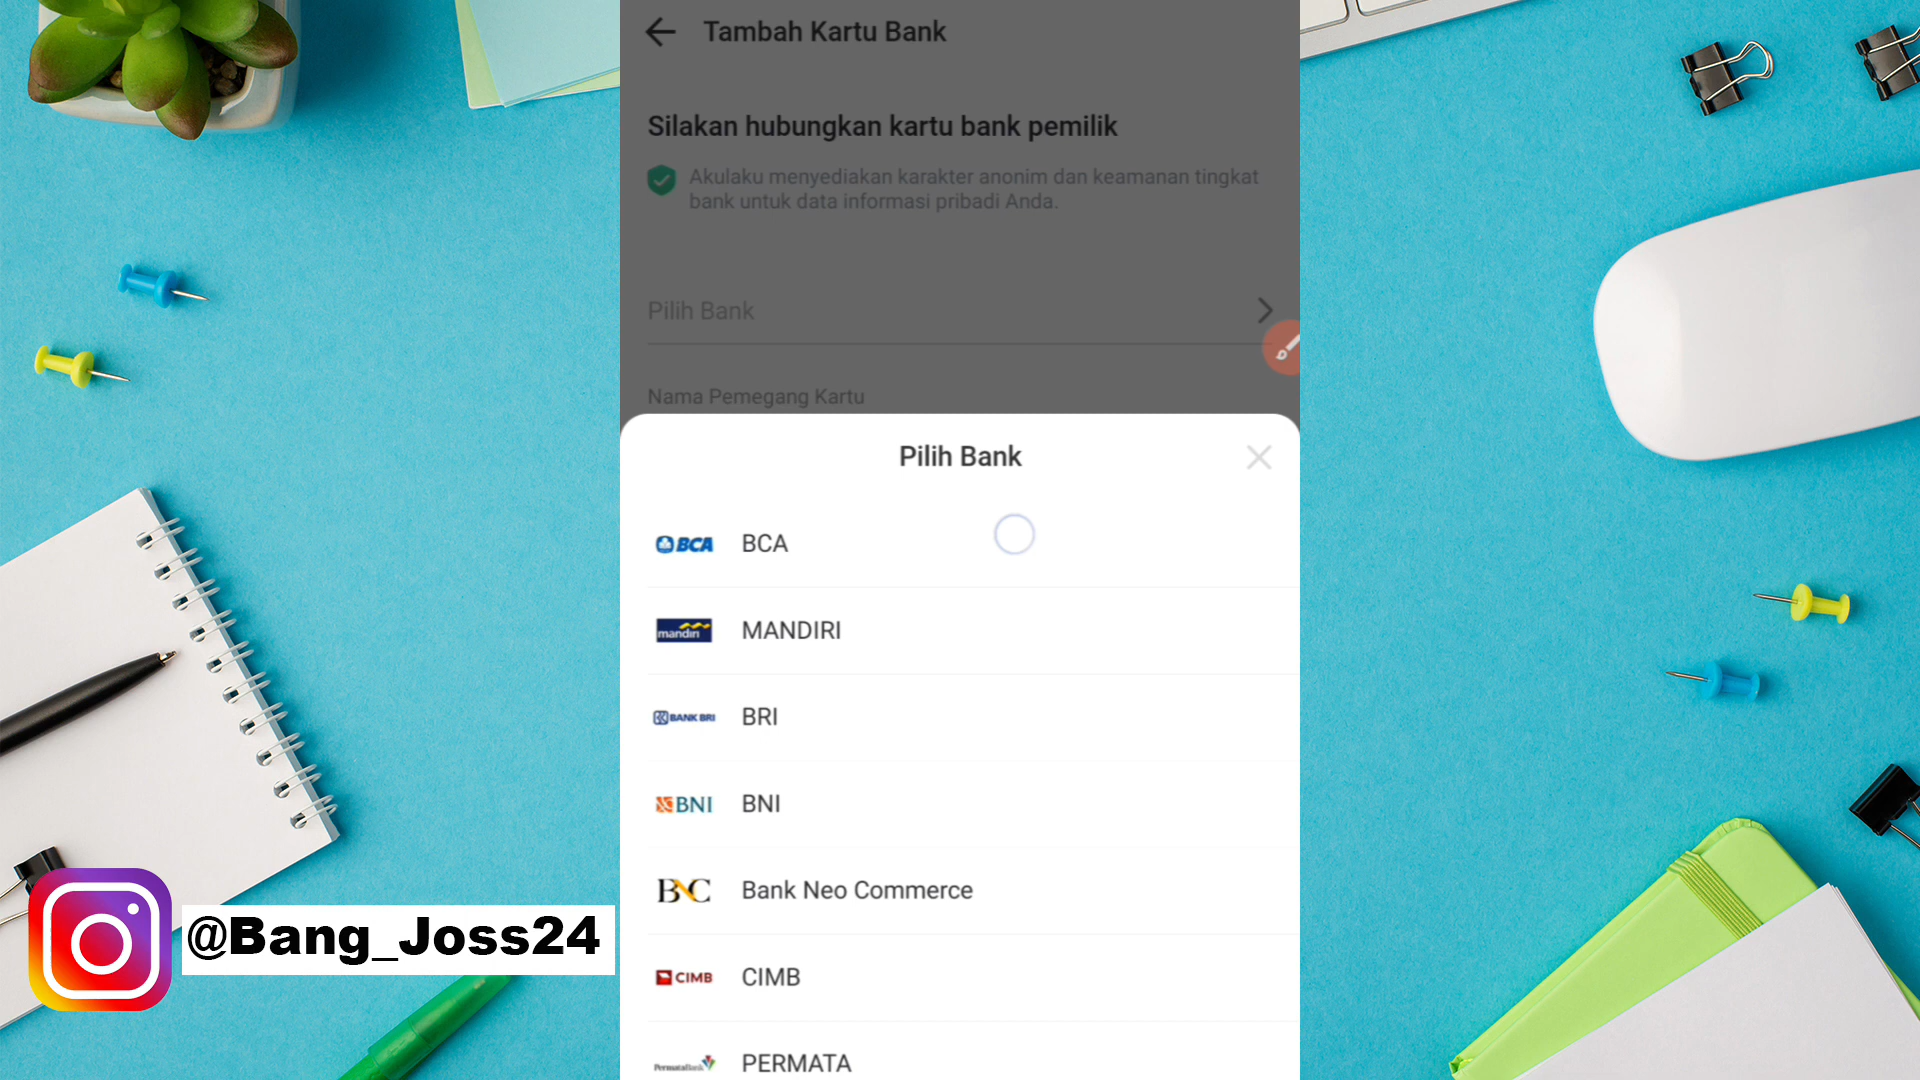 Tambah Kartu Bank
Silakan hubungkan kartu bank pemilik
Akulaku menyediakan karakter anonim dan keamanan tingkat
bank untuk data informasi pribadi Anda.
Pilih Bank
Nama Pemegang Kartu
Pilih Bank
BCA BCA
mandiri MANDIRI
BANK BRI BRI
BNI BNI
BNC Bank Neo Commerce
CIMB CIMB
PermataBank PERMATA
@Bang_Joss24